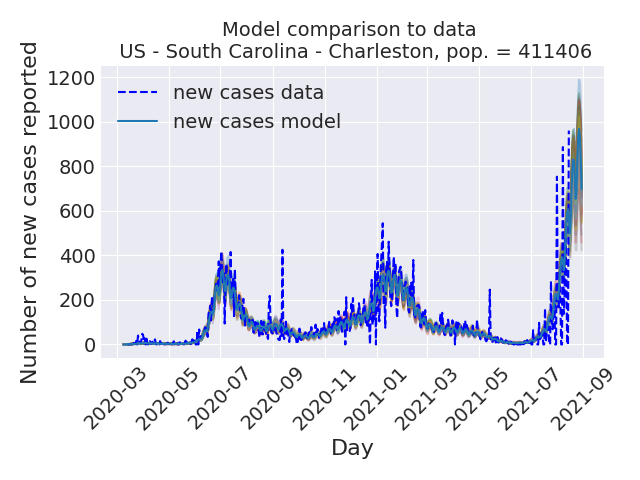 Model comparison to data
US - South Carolina - Charleston, pop. = 411406
Number of new cases reported
1200
1000
800
600
400
200
0
new cases data
new cases model
2020-03
2020-05
2020-07
2020-09
2020-11
2021-01
2021-03
2021-05
2021-07
2021-09
Day